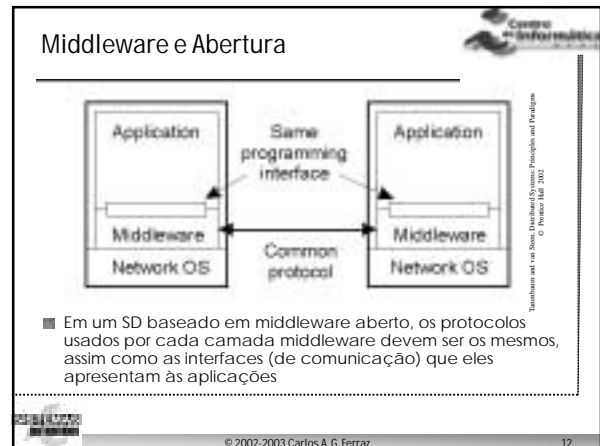 Middleware e Abertura
Centro
de Informática
Application
Same
programming
interface
Application
Middleware
Common
protocol
Middleware
Network OS
Network OS
Tanenbaum and van Steen, Distributed Systems: Principles and Paradigms
© Prentice Hall 2002
Em um SD baseado em middleware aberto, os protocolos
usados por cada camada middleware devem ser os mesmos,
assim como as interfaces (de comunicação) que eles
apresentam às aplicações
© 2002-2003 Carlos A. G. Ferraz
12